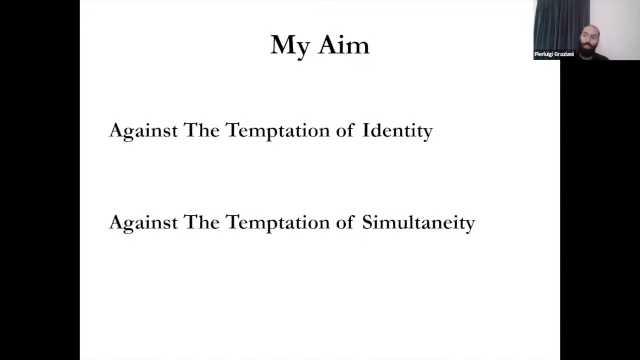 My Aim
Pierluigi Graziani
Against The Temptation of Identity
Against The Temptation of Simultaneity